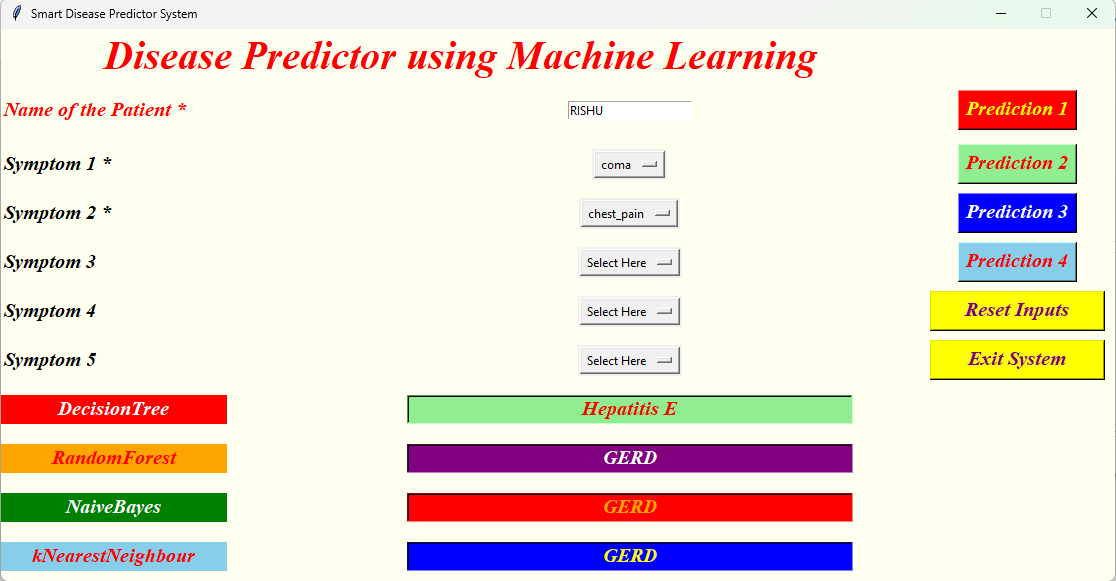 Smart Disease Predictor System
Disease Predictor using Machine Learning
Name of the Patient * RISHU Prediction 1
Symptom 1 * coma Prediction 2
Symptom 2 * chest_pain Prediction 3
Symptom 3 Select Here Prediction 4
Symptom 4 Select Here Reset Inputs
Symptom 5 Select Here Exit System
DecisionTree Hepatitis E
RandomForest GERD
NaiveBayes GERD
kNearestNeighbour GERD